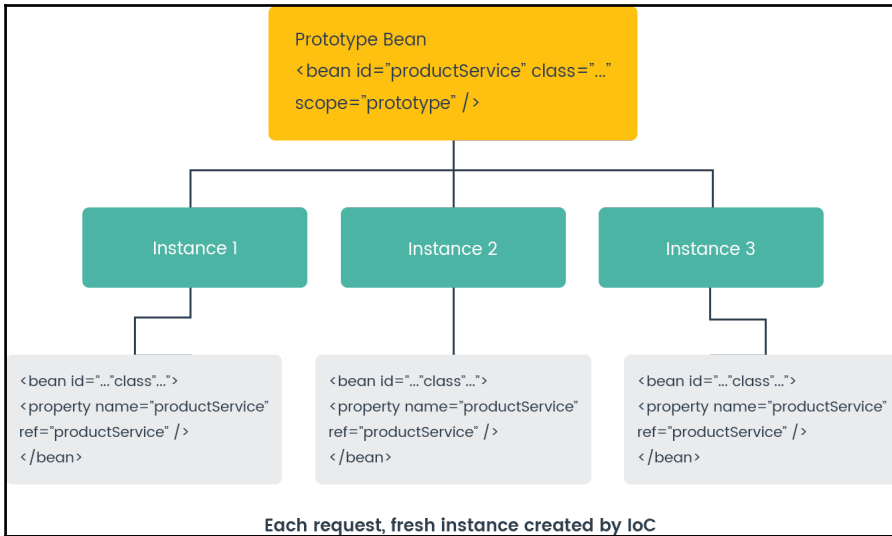 Prototype Bean
<bean id="productService" class="..."
scope="prototype" />
Instance 1
Instance 2
Instance 3
<bean id="..."class"...">
<property name="productService"
ref="productService" />
</bean>
<bean id="..."class"...">
<property name="productService"
ref="productService" />
</bean>
<bean id="..."class"...">
<property name="productService"
ref="productService" />
</bean>
Each request, fresh instance created by IoC